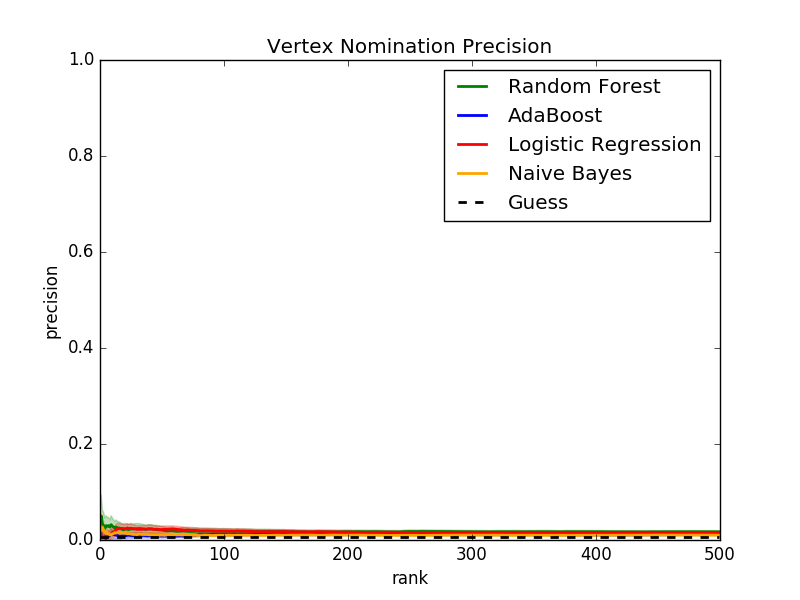 Vertex Nomination Precision
1.0
0.8
0.6
0.4
0.2
0.0
precision
Random Forest
AdaBoost
Logistic Regression
Naive Bayes
Guess
0 100 200 300 400 500
rank